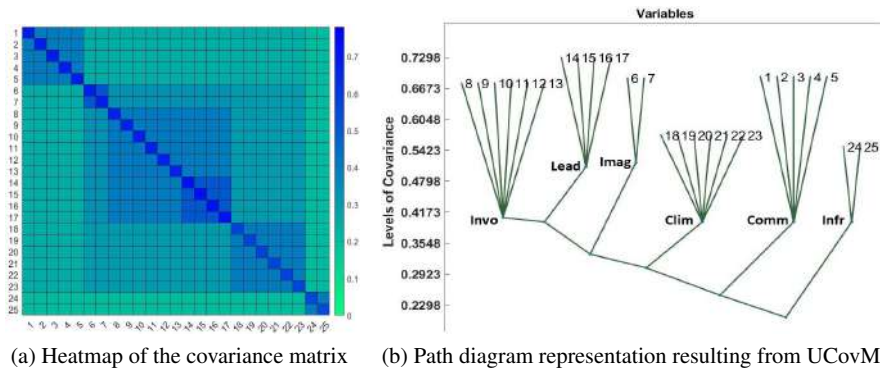 1
2
3
4
5
6
7
8
9
10
11
12
13
14
15
16
17
18
19
20
21
22
23
24
25
1 2 3 4 5 6 7 8 9 10 11 12 13 14 15 16 17 18 19 20 21 22 23 24 25
0.7
0.6
0.5
0.4
0.3
0.2
0.1
0
(a) Heatmap of the covariance matrix
Variables
Levels of Covariance
0.7298
0.6673
0.6048
0.5423
0.4798
0.4173
0.3548
0.2923
0.2298
14 15 16 17
8 9 10 11 12 13
6 7
1 2 3 4 5
18 19 20 21 22 23
24 25
Lead
Imag
Invo
Clim
Comm
Infr
(b) Path diagram representation resulting from UCovM